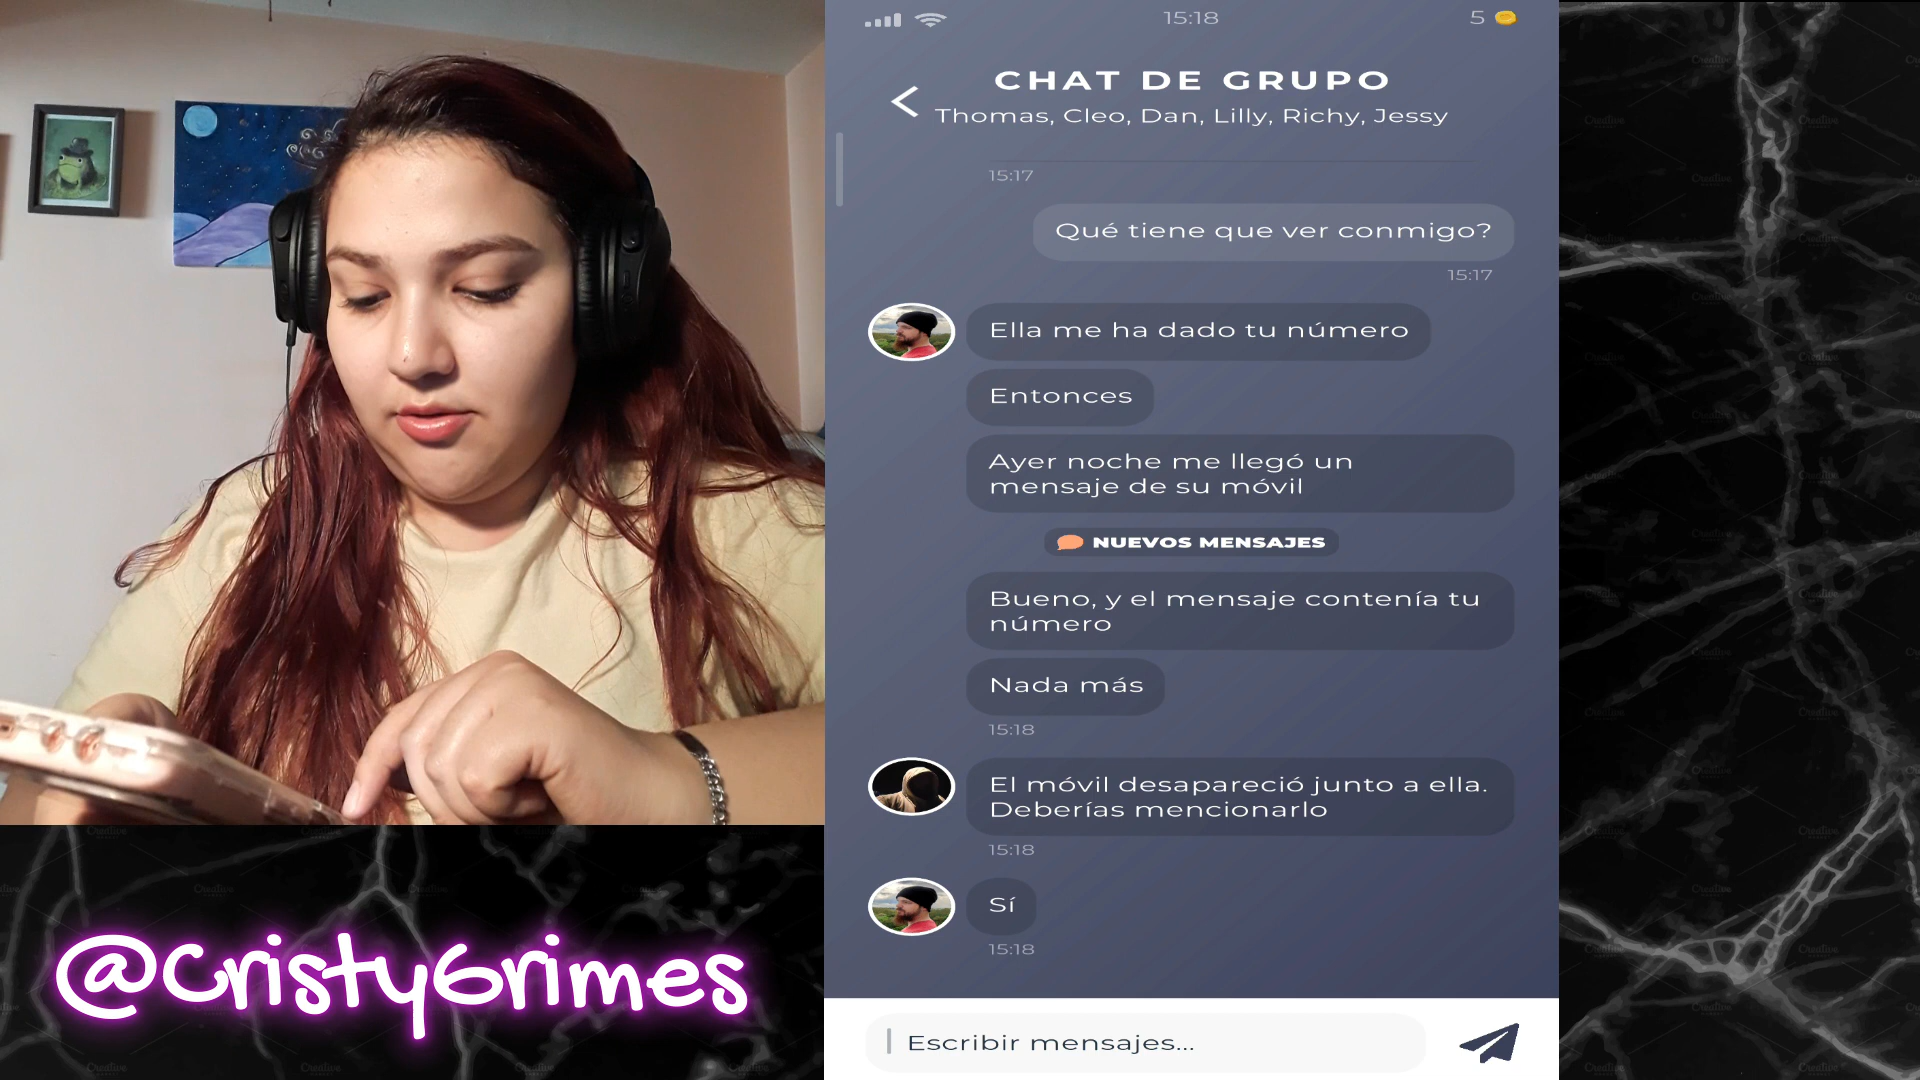 15:18
5
CHAT DE GRUPO
Thomas, Cleo, Dan, Lilly, Richy, Jessy
15:17
Qué tiene que ver conmigo?
15:17
Ella me ha dado tu número
Entonces
Ayer noche me llegó un
mensaje de su móvil
NUEVOS MENSAJES
Bueno, y el mensaje contenía tu
número
Nada más
15:18
El móvil desapareció junto a ella.
Deberías mencionarlo
15:18
Sí
15:18
Escribir mensajes...
@CristyGrimes